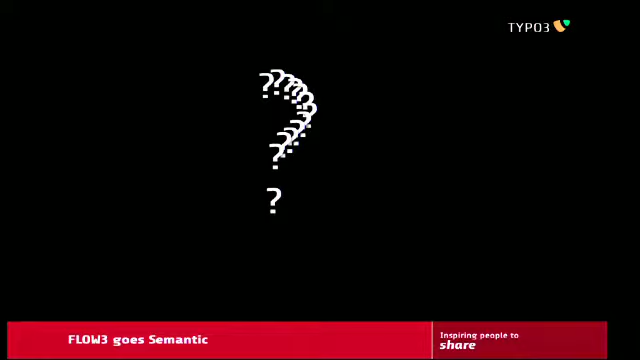 TYPO3
?
?
FLOW3 goes Semantic
Inspiring people to
share